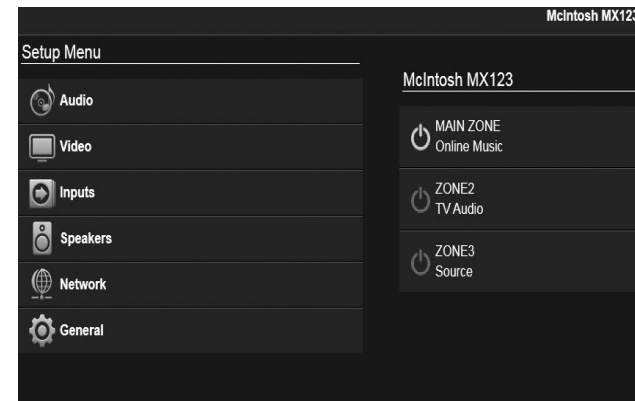 McIntosh MX123
Setup Menu
Audio
Video
Inputs
Speakers
Network
General
McIntosh MX123
MAIN ZONE
Online Music
ZONE2
TV Audio
ZONE3
Source